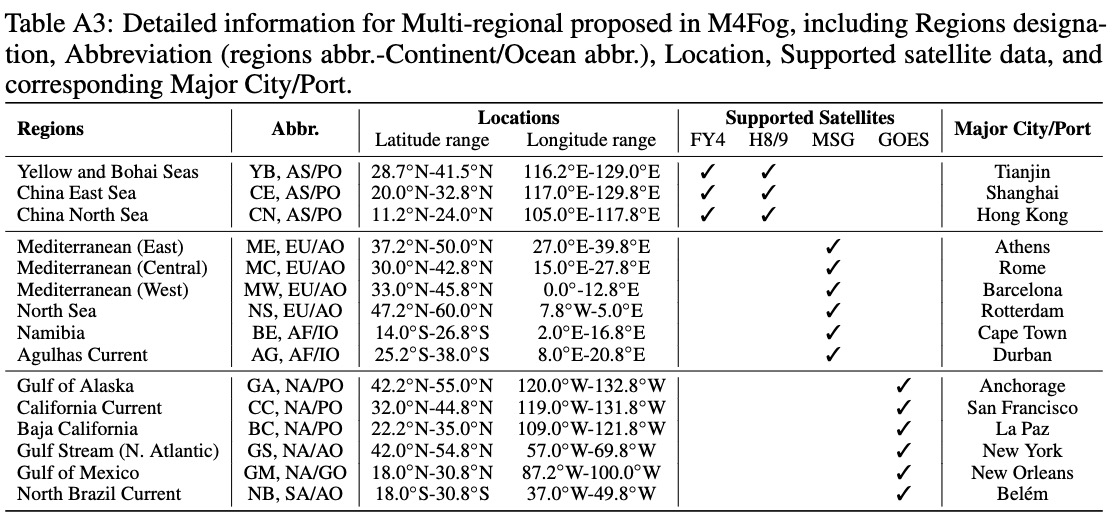 Table A3: Detailed information for Multi-regional proposed in M4Fog, including Regions designa-
tion, Abbreviation (regions abbr.-Continent/Ocean abbr.), Location, Supported satellite data, and
corresponding Major City/Port.
Regions Abbr. Locations Supported Satellites Major City/Port
Latitude range Longitude range FY4 H8/9 MSG GOES
Yellow and Bohai Seas YB, AS/PO 28.7°N-41.5°N 116.2°E-129.0°E ✓ ✓ Tianjin
China East Sea CE, AS/PO 20.0°N-32.8°N 117.0°E-129.8°E ✓ ✓ Shanghai
China North Sea CN, AS/PO 11.2°N-24.0°N 105.0°E-117.8°E ✓ ✓ Hong Kong
Mediterranean (East) ME, EU/AO 37.2°N-50.0°N 27.0°E-39.8°E ✓ Athens
Mediterranean (Central) MC, EU/AO 30.0°N-42.8°N 15.0°E-27.8°E ✓ Rome
Mediterranean (West) MW, EU/AO 33.0°N-45.8°N 0.0°-12.8°E ✓ Barcelona
North Sea NS, EU/AO 47.2°N-60.0°N 7.8°W-5.0°E ✓ Rotterdam
Namibia BE, AF/IO 14.0°S-26.8°S 2.0°E-16.8°E ✓ Cape Town
Agulhas Current AG, AF/IO 25.2°S-38.0°S 8.0°E-20.8°E ✓ Durban
Gulf of Alaska GA, NA/PO 42.2°N-55.0°N 120.0°W-132.8°W ✓ Anchorage
California Current CC, NA/PO 32.0°N-44.8°N 119.0°W-131.8°W ✓ San Francisco
Baja California BC, NA/PO 22.2°N-35.0°N 109.0°W-121.8°W ✓ La Paz
Gulf Stream (N. Atlantic) GS, NA/AO 42.0°N-54.8°N 57.0°W-69.8°W ✓ New York
Gulf of Mexico GM, NA/GO 18.0°N-30.8°N 87.2°W-100.0°W ✓ New Orleans
North Brazil Current NB, SA/AO 18.0°S-30.8°S 37.0°W-49.8°W ✓ Belém